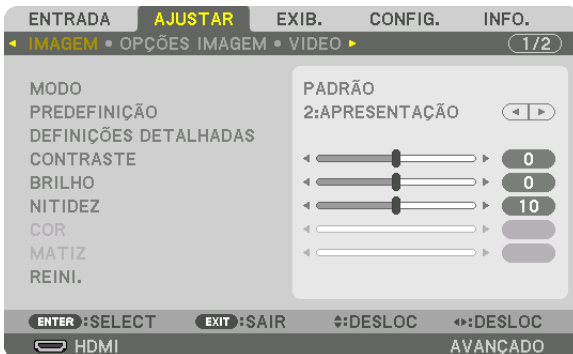 ENTRADA AJUSTAR EXIB. CONFIG. INFO.
IMAGEM • OPÇÕES IMAGEM • VIDEO 1/2
MODO PADRÃO
PREDEFINIÇÃO 2:APRESENTAÇÃO
DEFINIÇÕES DETALHADAS
CONTRASTE 0
BRILHO 0
NITIDEZ 10
COR
MATIZ
REINI.
ENTER :SELECT EXIT :SAIR :DESLOC :DESLOC
HDMI AVANÇADO